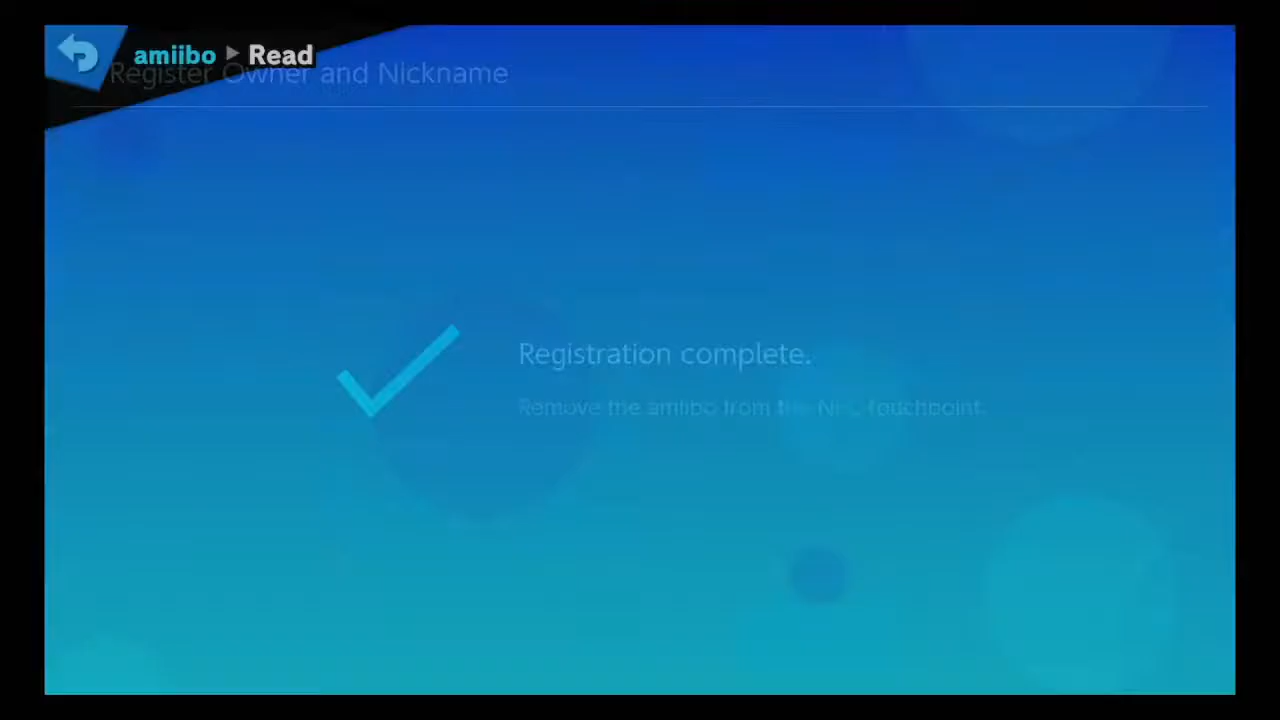 amiibo ▶ Read
Register Owner and Nickname
Registration complete.
Remove the amiibo from the NFC touchpoint.